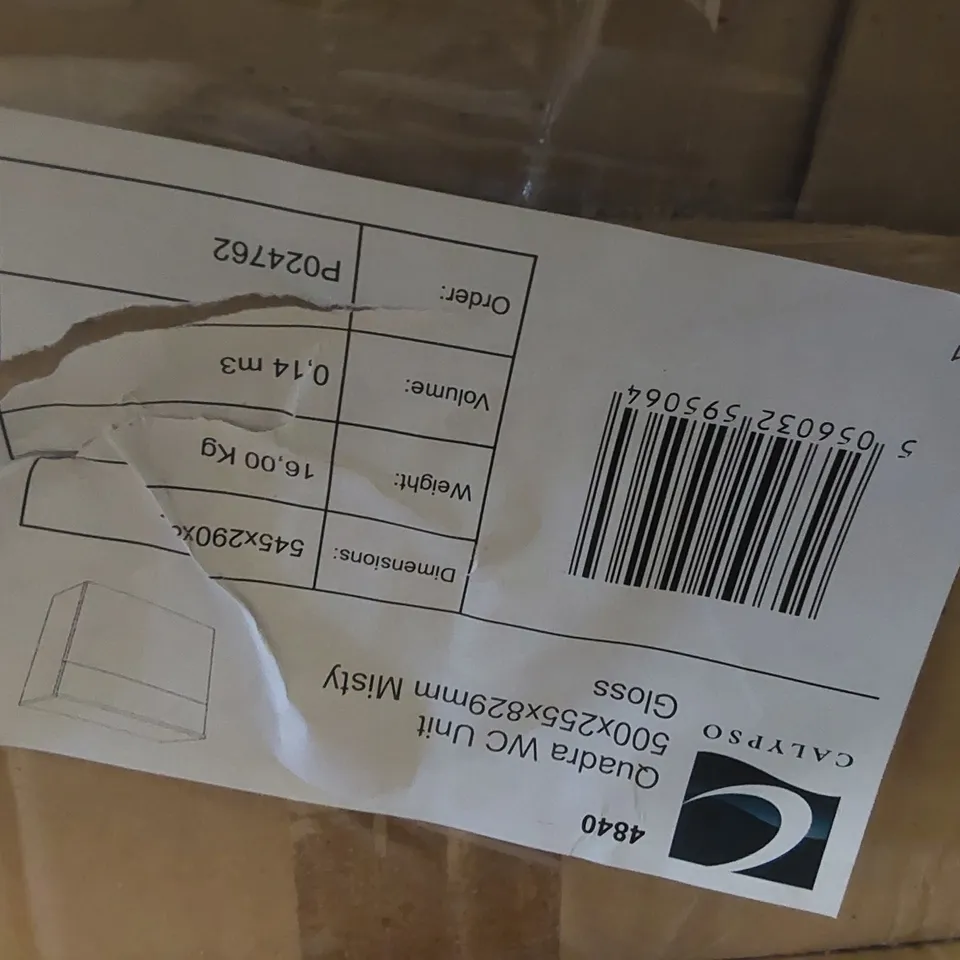 CALYPSO
4840
Quadra WC Unit
500x255x829mm Misty
Gloss
5 056032 595064
Dimensions: 545x290x
Weight: 16,00 Kg
Volume: 0,14 m3
Order: P024762